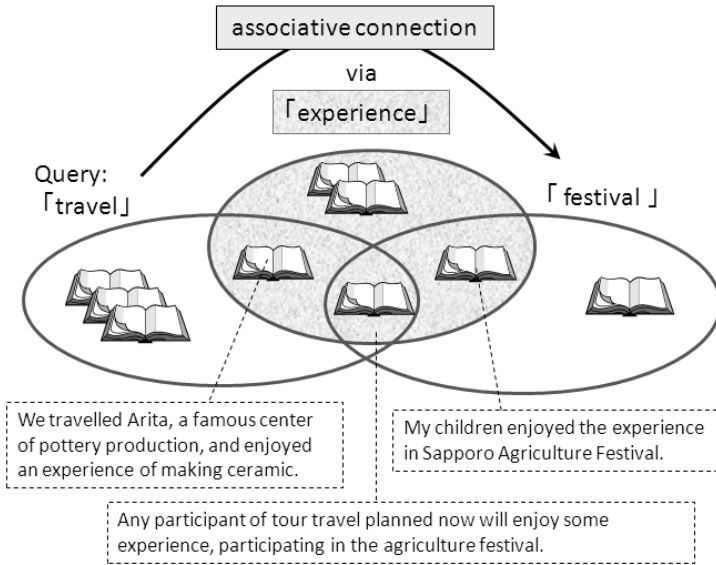 associative connection
via
「experience」
Query:
「travel」
「 festival 」
We travelled Arita, a famous center
of pottery production, and enjoyed
an experience of making ceramic.
My children enjoyed the experience
in Sapporo Agriculture Festival.
Any participant of tour travel planned now will enjoy some
experience, participating in the agriculture festival.